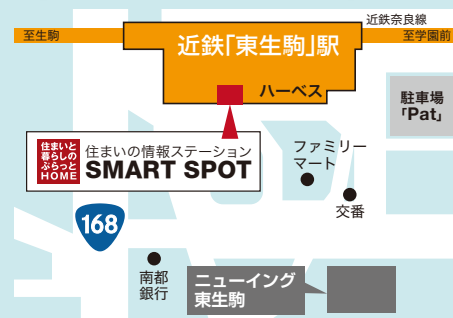 近鉄奈良線
至生駒
近鉄「東生駒」駅
至学園前
ハーベス
駐車場
「Pat」
住まいと
暮らしの
ぷらっと
HOME
住まいの情報ステーション
SMART SPOT
ファミリー
マート
交番
168
南都
銀行
ニューイング
東生駒